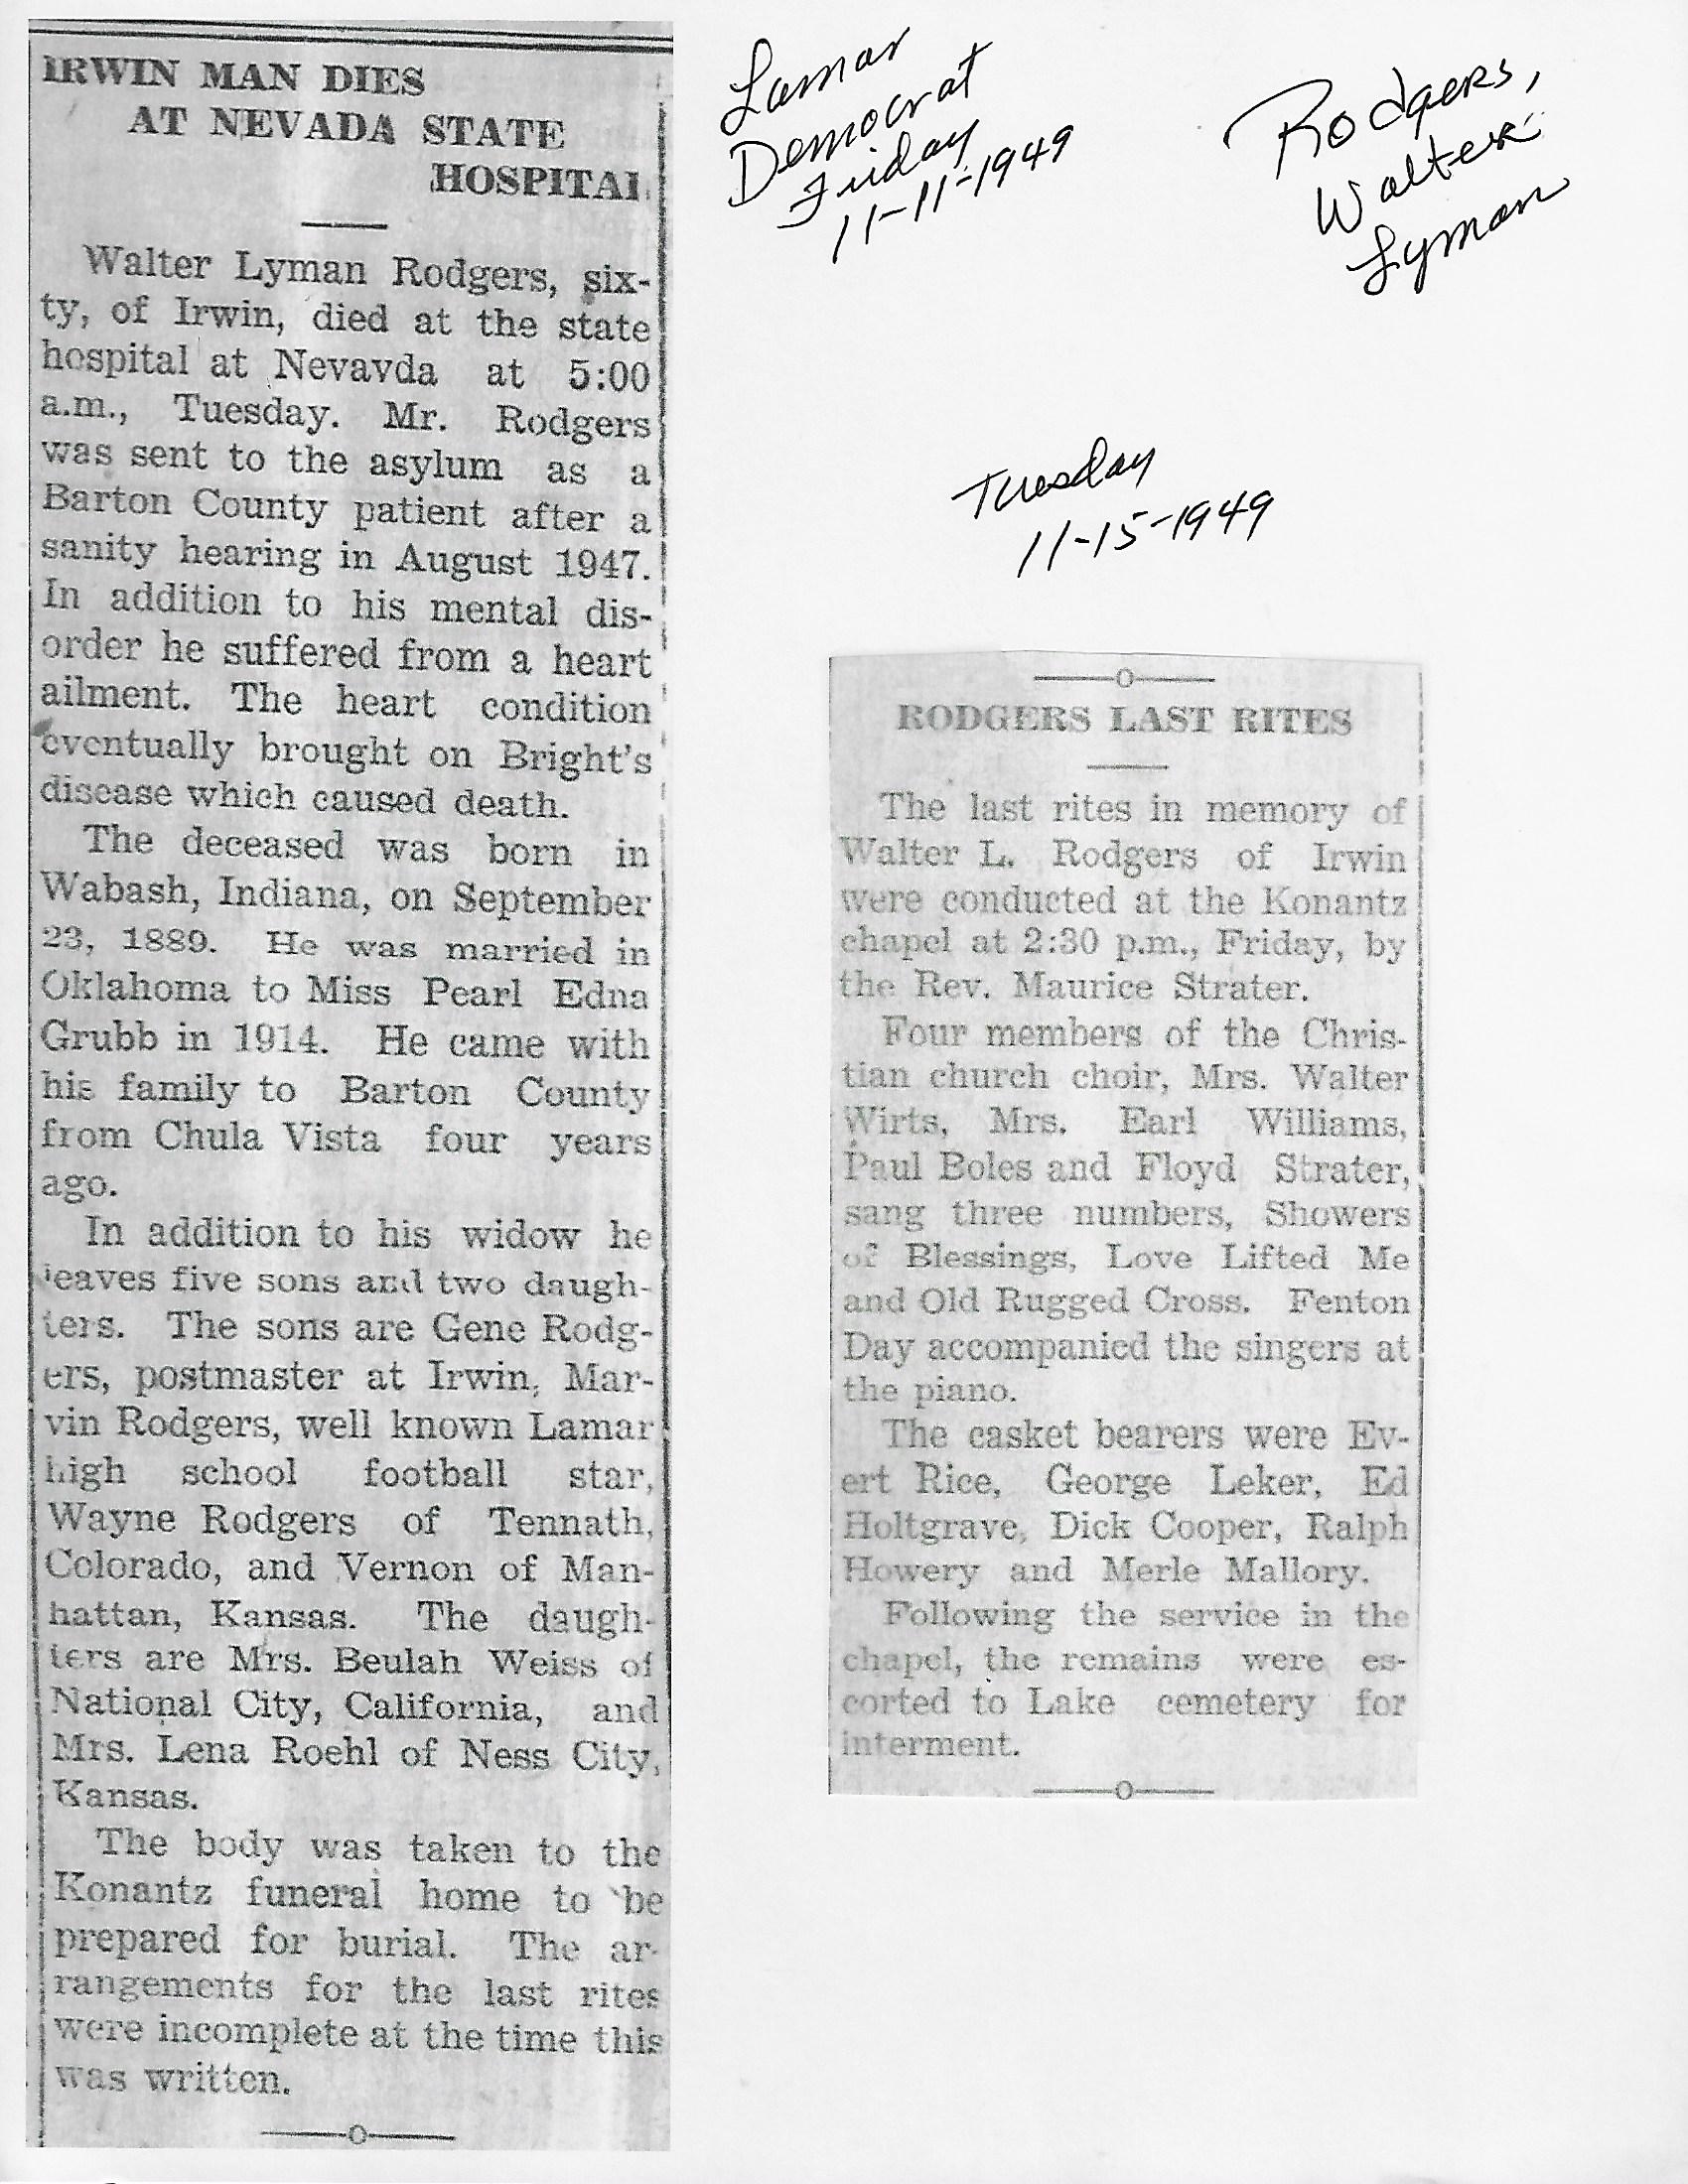 IRWIN MAN DIES
AT NEVADA STATE
HOSPITAL
Walter Lyman Rodgers, six-
ty, of Irwin, died at the state
hospital at Nevavda at 5:00
a.m., Tuesday. Mr. Rodgers
was sent to the asylum as a
Barton County patient after a
sanity hearing in August 1947.
In addition to his mental dis-
order he suffered from a heart
ailment. The heart condition
eventually brought on Bright's
disease which caused death.
The deceased was born in
Wabash, Indiana, on September
23, 1889. He was married in
Oklahoma to Miss Pearl Edna
Grubb in 1914. He came with
his family to Barton County
from Chula Vista four years
ago.
In addition to his widow he
leaves five sons and two daugh-
ters. The sons are Gene Rodg-
ers, postmaster at Irwin, Mar-
vin Rodgers, well known Lamar
high school football star,
Wayne Rodgers of Tennath,
Colorado, and Vernon of Man-
hattan, Kansas. The daugh-
ters are Mrs. Beulah Weiss of
National City, California, and
Mrs. Lena Roehl of Ness City,
Kansas.
The body was taken to the
Konantz funeral home to be
prepared for burial. The ar-
rangements for the last rites
were incomplete at the time this
was written.
Lamar
Democrat
Friday
11-11-1949
Rodgers,
Walter
Lyman
Tuesday
11-15-1949
RODGERS LAST RITES
The last rites in memory of
Walter L. Rodgers of Irwin
were conducted at the Konantz
chapel at 2:30 p.m., Friday, by
the Rev. Maurice Strater.
Four members of the Chris-
tian church choir, Mrs. Walter
Wirts, Mrs. Earl Williams,
Paul Boles and Floyd Strater,
sang three numbers, Showers
of Blessings, Love Lifted Me
and Old Rugged Cross. Fenton
Day accompanied the singers at
the piano.
The casket bearers were Ev-
ert Rice, George Leker, Ed
Holtgrave, Dick Cooper, Ralph
Howery and Merle Mallory.
Following the service in the
chapel, the remains were es-
corted to Lake cemetery for
interment.